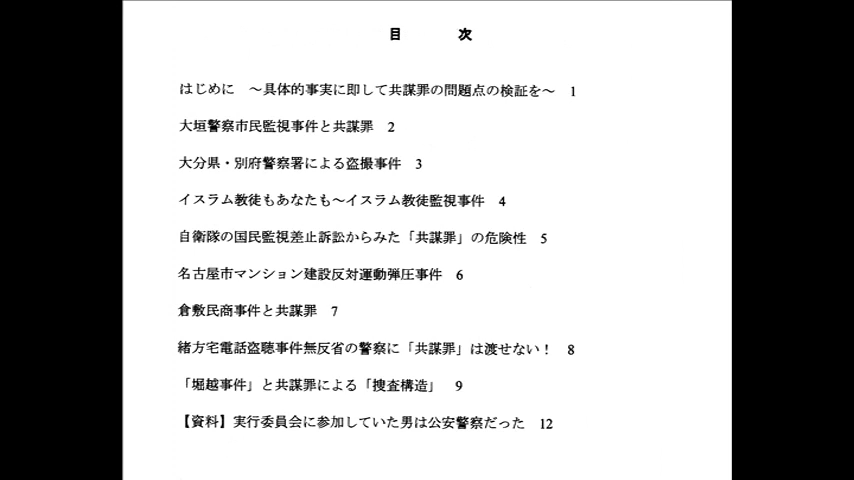 目 次
はじめに ～具体的事実に即して共謀罪の問題点の検証を～ 1
大垣警察市民監視事件と共謀罪 2
大分県・別府警察署による盗撮事件 3
イスラム教徒もあなたも～イスラム教徒監視事件 4
自衛隊の国民監視差止訴訟からみた「共謀罪」の危険性 5
名古屋市マンション建設反対運動弾圧事件 6
倉敷民商事件と共謀罪 7
緒方宅電話盗聴事件無反省の警察に「共謀罪」は渡せない！ 8
「堀越事件」と共謀罪による「捜査構造」 9
【資料】実行委員会に参加していた男は公安警察だった 12